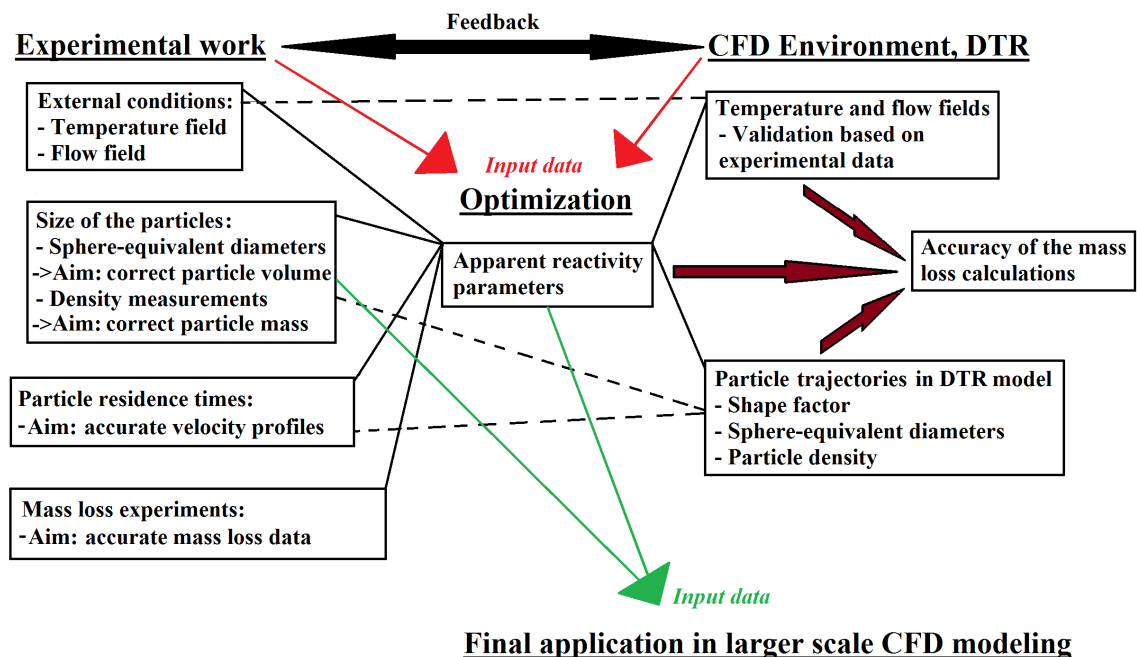 Feedback
Experimental work
CFD Environment, DTR
External conditions:
- Temperature field
- Flow field
Temperature and flow fields
- Validation based on
experimental data
Input data
Optimization
Size of the particles:
- Sphere-equivalent diameters
->Aim: correct particle volume
- Density measurements
->Aim: correct particle mass
Apparent reactivity
parameters
Accuracy of the mass
loss calculations
Particle residence times:
-Aim: accurate velocity profiles
Particle trajectories in DTR model
- Shape factor
- Sphere-equivalent diameters
- Particle density
Mass loss experiments:
-Aim: accurate mass loss data
Input data
Final application in larger scale CFD modeling